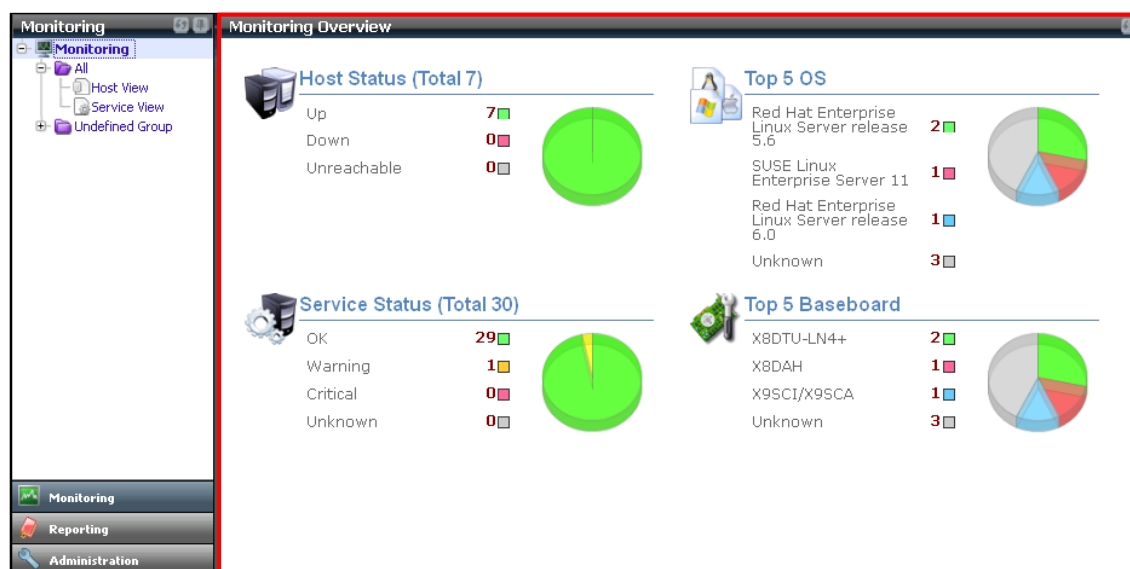 Monitoring
Monitoring
All
Host View
Service View
Undefined Group
Monitoring
Reporting
Administration
Monitoring Overview
Host Status (Total 7)
Up 7
Down 0
Unreachable 0
Top 5 OS
Red Hat Enterprise
Linux Server release 2
5.6
SUSE Linux
Enterprise Server 11 1
Red Hat Enterprise
Linux Server release 1
6.0
Unknown 3
Service Status (Total 30)
OK 29
Warning 1
Critical 0
Unknown 0
Top 5 Baseboard
X8DTU-LN4+ 2
X8DAH 1
X9SCI/X9SCA 1
Unknown 3